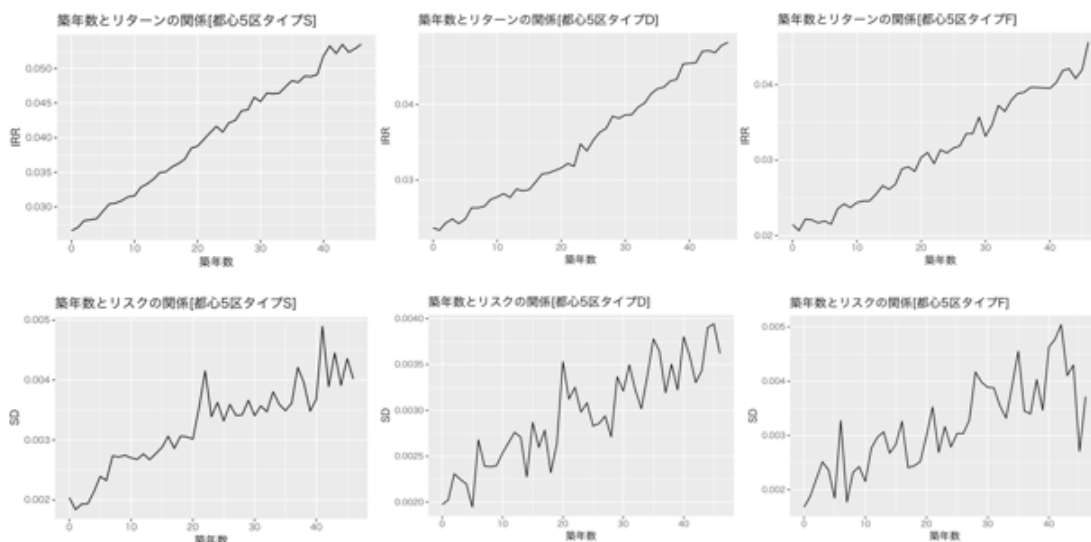 築年数とリターンの関係[都心5区タイプS]
0.050
0.045
0.040
0.035
0.030
IRR
0
10
20
30
40
築年数
築年数とリターンの関係[都心5区タイプD]
0.04
0.03
IRR
0
10
20
30
40
築年数
築年数とリターンの関係[都心5区タイプF]
0.04
0.03
0.02
IRR
0
10
20
30
40
築年数
築年数とリスクの関係[都心5区タイプS]
0.005
0.004
0.003
0.002
SD
0
10
20
30
40
築年数
築年数とリスクの関係[都心5区タイプD]
0.0040
0.0035
0.0030
0.0025
0.0020
SD
0
10
20
30
40
築年数
築年数とリスクの関係[都心5区タイプF]
0.005
0.004
0.003
0.002
SD
0
10
20
30
40
築年数